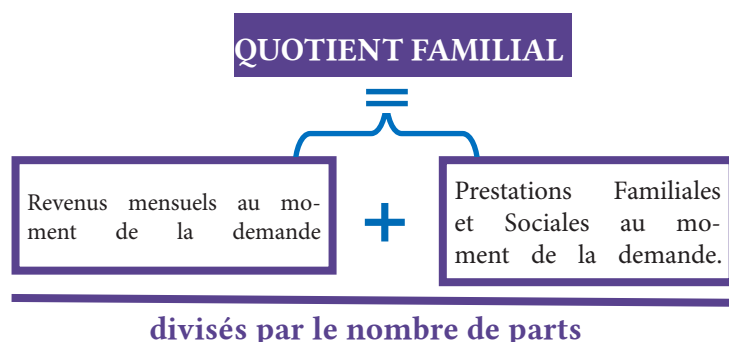 QUOTIENT FAMILIAL
=
Revenus mensuels au mo-
ment de la demande
+
Prestations Familiales
et Sociales au mo-
ment de la demande.
divisés par le nombre de parts